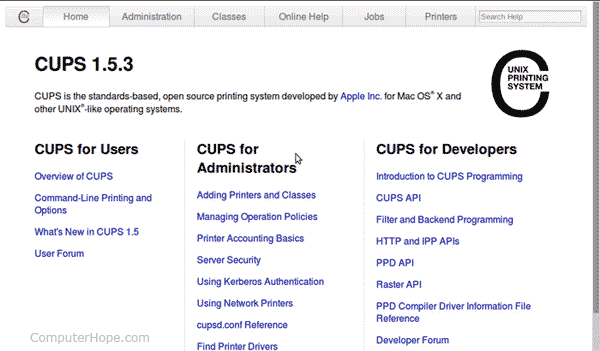 Home Administration Classes Online Help Jobs Printers Search Help
CUPS 1.5.3
CUPS is the standards-based, open source printing system developed by Apple Inc. for Mac OS® X and
other UNIX®-like operating systems.
UNIX
PRINTING
SYSTEM
CUPS for Users
Overview of CUPS
Command-Line Printing and
Options
What's New in CUPS 1.5
User Forum
CUPS for
Administrators
Adding Printers and Classes
Managing Operation Policies
Printer Accounting Basics
Server Security
Using Kerberos Authentication
Using Network Printers
cupsd.conf Reference
Find Printer Drivers
CUPS for Developers
Introduction to CUPS Programming
CUPS API
Filter and Backend Programming
HTTP and IPP APIs
PPD API
Raster API
PPD Compiler Driver Information File
Reference
Developer Forum
ComputerHope.com